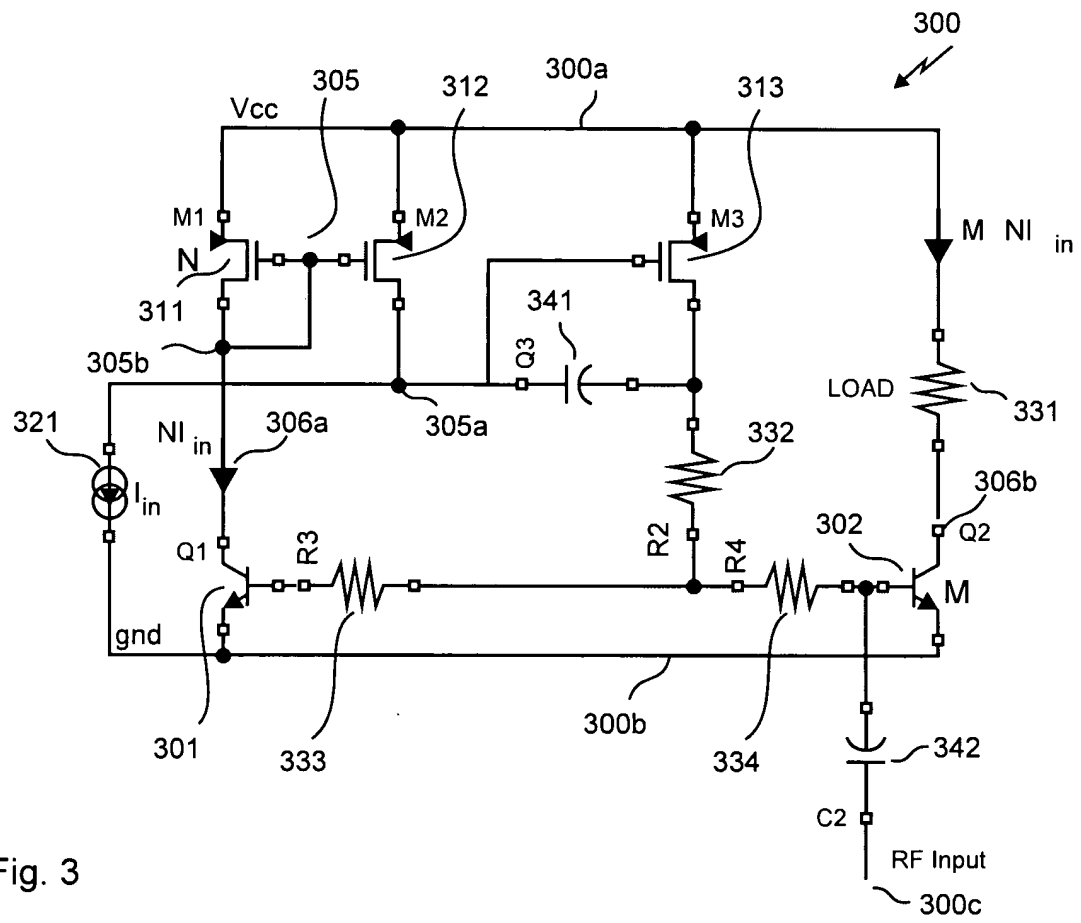 300
305
312
300a
313
Vcc
M1
M2
M3
M NI in
N
311
341
Q3
305b
LOAD
331
321
NI in
306a
305a
332
306b
I in
Q1
R3
R2
R4
302
Q2
M
gnd
300b
301
333
334
342
C2
Fig. 3
RF Input
300c